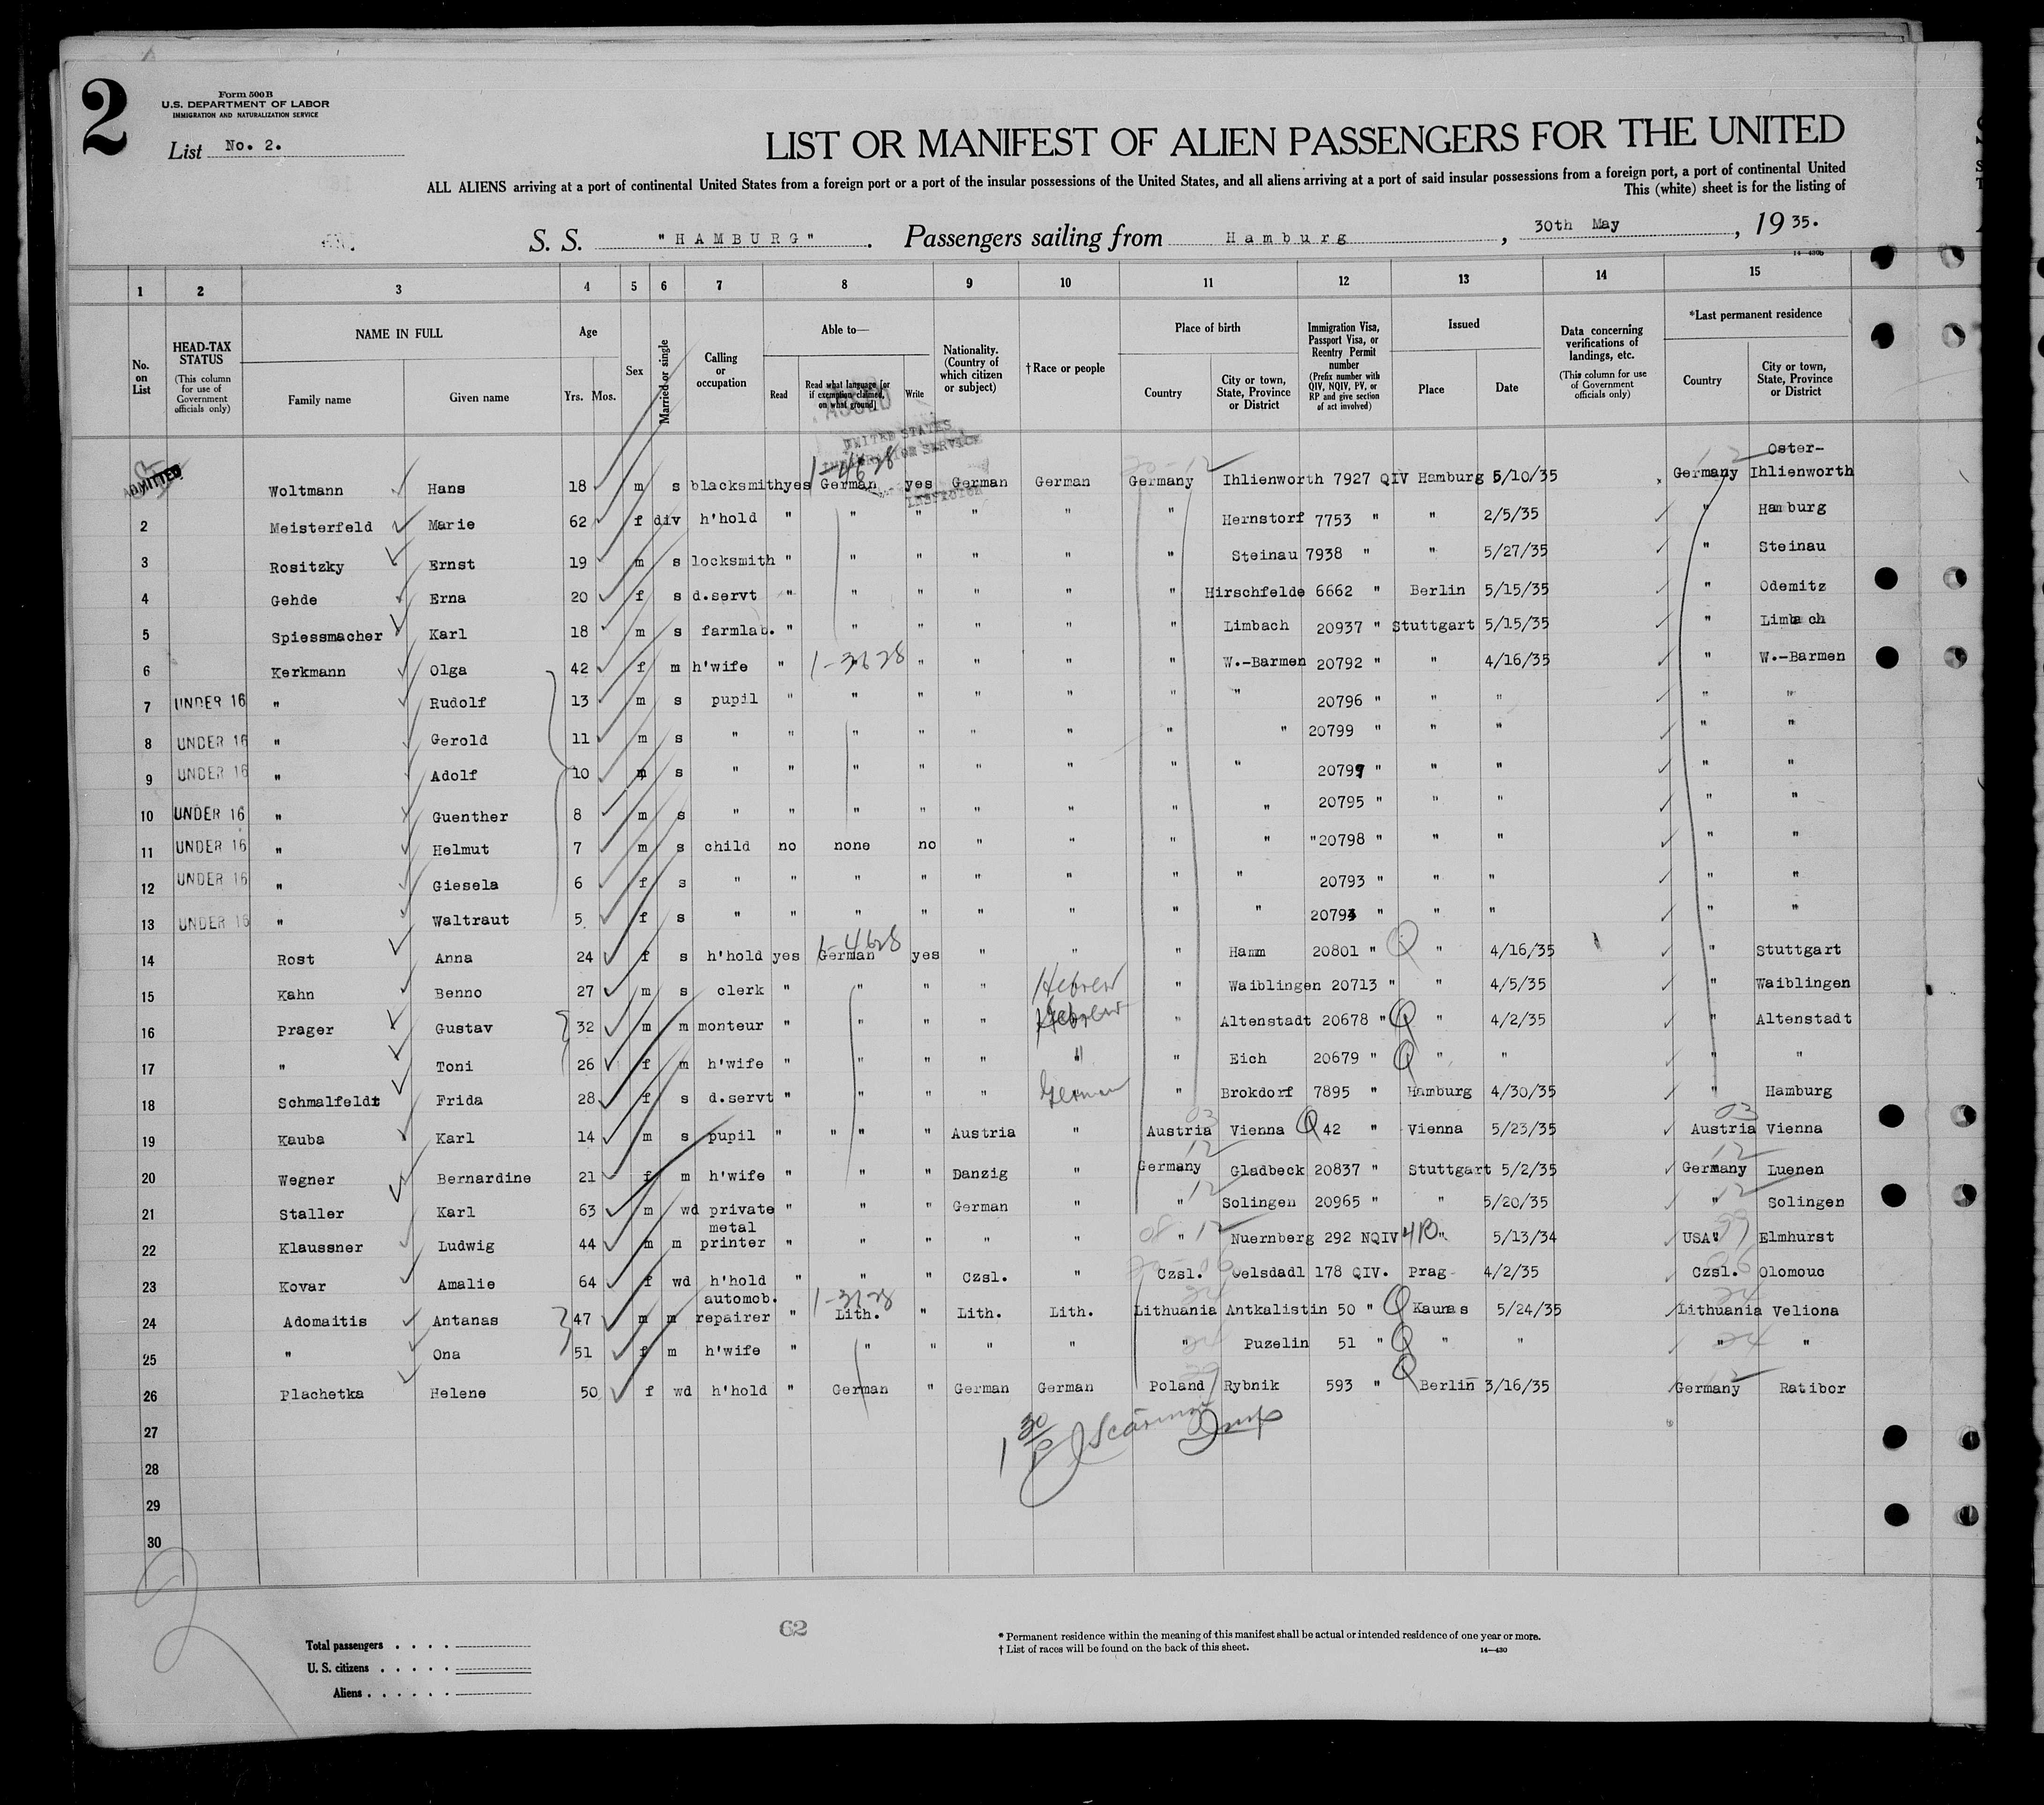 2
Form 500 B
U.S. DEPARTMENT OF LABOR
IMMIGRATION AND NATURALIZATION SERVICE
List No. 2.
LIST OR MANIFEST OF ALIEN PASSENGERS FOR THE UNITED
ALL ALIENS arriving at a port of continental United States from a foreign port or a port of the insular possessions of the United States, and all aliens arriving at a port of said insular possessions from a foreign port, a port of continental United
This (white) sheet is for the listing of
S. S. "HAMBURG". Passengers sailing from Hamburg, 30th May, 1935.
1 2 3 4 5 6 7 8 9 10 11 12 13 14 15
No. on List
HEAD-TAX STATUS (This column for use of Government officials only)
NAME IN FULL Family name Given name
Age Yrs. Mos.
Sex
Married or single
Calling or occupation
Able to— Read Read what language [or if exemption claimed, on what ground] Write
Nationality. (Country of which citizen or subject)
† Race or people
Place of birth Country City or town, State, Province or District
Immigration Visa, Passport Visa, or Reentry Permit number (Prefix number with QIV, NQIV, PV, or RP and give section of act involved)
Issued Place Date
Data concerning verifications of landings, etc. (This column for use of Government officials only)
*Last permanent residence Country City or town, State, Province or District
UNITED STATES
IMMIGRATION SERVICE
INSPECTOR
ADMITTED Woltmann Hans 18 m s blacksmith yes German yes German German Germany Ihlienworth 7927 QIV Hamburg 5/10/35 Germany Oster-Ihlienworth
2 Meisterfeld Marie 62 f div h'hold " " " " " " Hernstorf 7753 " " 2/5/35 " Hamburg
3 Rositzky Ernst 19 m s locksmith " " " " " " Steinau 7938 " " 5/27/35 " Steinau
4 Gehde Erna 20 f s d.servt " " " " " " Hirschfelde 6662 " Berlin 5/15/35 " Odemitz
5 Spiessmacher Karl 18 m s farmlab. " " " " " " Limbach 20937 " Stuttgart 5/15/35 " Limbach
6 Kerkmann Olga 42 f m h'wife " 1-3628 " " " " W.-Barmen 20792 " " 4/16/35 " W.-Barmen
7 UNDER 16 " Rudolf 13 m s pupil " " " " " " " 20796 " " " " "
8 UNDER 16 " Gerold 11 m s " " " " " " " " 20799 " " " " "
9 UNDER 16 " Adolf 10 m s " " " " " " " " 20797 " " " " "
10 UNDER 16 " Guenther 8 m s " " " " " " " " 20795 " " " " "
11 UNDER 16 " Helmut 7 m s child no none no " " " " " 20798 " " " " "
12 UNDER 16 " Giesela 6 f s " " " " " " " " 20793 " " " " "
13 UNDER 16 " Waltraut 5 f s " " " " " " " " 20794 " " " " "
14 Rost Anna 24 f s h'hold yes German yes " " " Hamm 20801 " " 4/16/35 " Stuttgart
15 Kahn Benno 27 m s clerk " " " " Hebrew " Waiblingen 20713 " " 4/5/35 " Waiblingen
16 Prager Gustav 32 m m monteur " " " " Hebrew " Altenstadt 20678 " Q " 4/2/35 " Altenstadt
17 " Toni 26 f m h'wife " " " " " " Eich 20679 " Q " " " "
18 Schmalfeldt Frida 28 f s d.servt " " " " German " Brokdorf 7895 " Hamburg 4/30/35 " Hamburg
19 Kauba Karl 14 m s pupil " " " " Austria " Austria Vienna Q 42 " Vienna 5/23/35 Austria Vienna
20 Wegner Bernardine 21 f m h'wife " " " Danzig " Germany Gladbeck 20837 " Stuttgart 5/2/35 Germany Luenen
21 Staller Karl 63 m wd private " " " German " " Solingen 20965 " " 5/20/35 " Solingen
22 Klaussner Ludwig 44 m m metal printer " " " " " " Nuernberg 292 NQIV 4B " 5/13/34 USA" Elmhurst
23 Kovar Amalie 64 f wd h'hold " " " Czsl. " Czsl. 178 QIV. Prag 4/2/35 Czsl. Olomouc
24 Adomaitis Antanas 47 m m automob. repairer " Lith. " Lith. Lith. Lithuania Antkalistin 50 " Q Kaunas 5/24/35 Lithuania Veliona
25 " Ona 51 f m h'wife " " " " " " Puzelin 51 " Q " " " "
26 Plachetka Helene 50 f wd h'hold " German " German German Poland Rybnik 593 " Q Berlin 3/16/35 Germany Ratibor
27
28
29
30
Total passengers
U. S. citizens
Aliens
62
* Permanent residence within the meaning of this manifest shall be actual or intended residence of one year or more.
† List of races will be found on the back of this sheet.
14—430